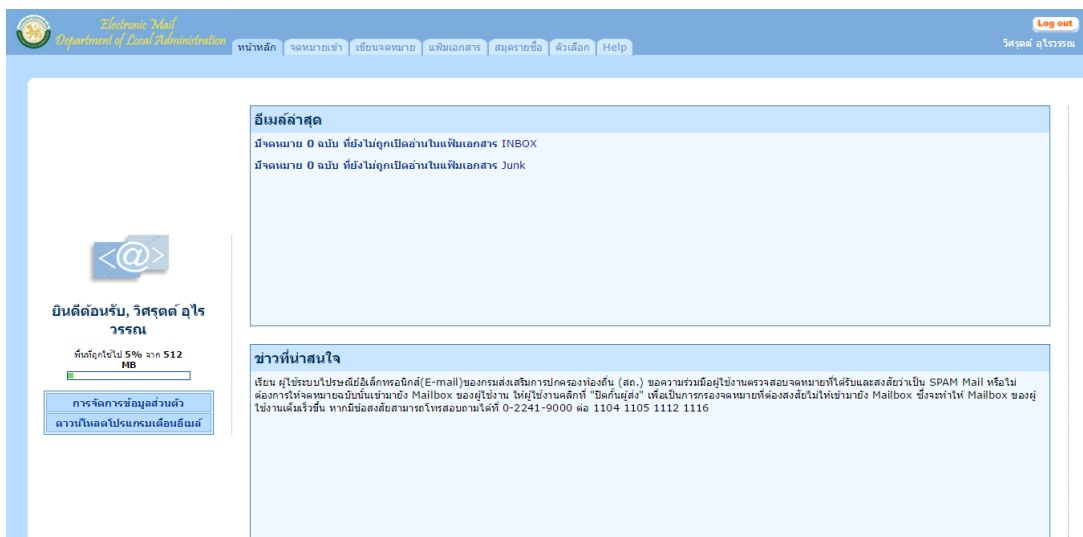 Electronic Mail
Department of Local Administration
หน้าหลัก จดหมายเข้า เขียนจดหมาย แฟ้มเอกสาร สมุดรายชื่อ ตัวเลือก Help
Log out
วิศรุตต์ อุไรวรรณ
ยินดีต้อนรับ, วิศรุตต์ อุไร
วรรณ
พื้นที่ถูกใช้ไป 5% จาก 512
MB
การจัดการข้อมูลส่วนตัว
ดาวน์โหลดโปรแกรมเตือนอีเมล์
อีเมล์ล่าสุด
มีจดหมาย 0 ฉบับ ที่ยังไม่ถูกเปิดอ่านในแฟ้มเอกสาร INBOX
มีจดหมาย 0 ฉบับ ที่ยังไม่ถูกเปิดอ่านในแฟ้มเอกสาร Junk
ข่าวที่น่าสนใจ
เรียน ผู้ใช้ระบบไปรษณีย์อิเล็กทรอนิกส์(E-mail)ของกรมส่งเสริมการปกครองท้องถิ่น (สถ.) ขอความร่วมมือผู้ใช้งานตรวจสอบจดหมายที่ได้รับและสงสัยว่าเป็น SPAM Mail หรือไม่
ต้องการให้จดหมายฉบับนั้นเข้ามายัง Mailbox ของผู้ใช้งาน ให้ผู้ใช้งานคลิกที่ "ปิดกั้นผู้ส่ง" เพื่อเป็นการกรองจดหมายที่ต้องสงสัยไม่ให้เข้ามายัง Mailbox ซึ่งจะทำให้ Mailbox ของผู้
ใช้งานเต็มเร็วขึ้น หากมีข้อสงสัยสามารถโทรสอบถามได้ที่ 0-2241-9000 ต่อ 1104 1105 1112 1116